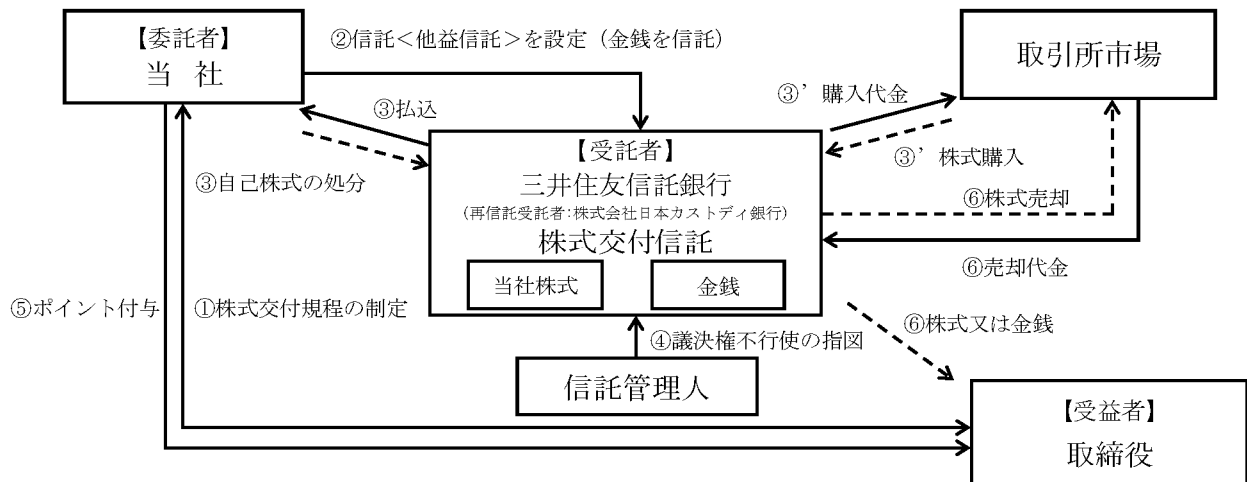 【委託者】
当 社
②信託＜他益信託＞を設定（金銭を信託）
取引所市場
③払込
③’購入代金
【受託者】
三井住友信託銀行
(再信託受託者:株式会社日本カストディ銀行)
株式交付信託
当社株式
金銭
③自己株式の処分
③’株式購入
⑥株式売却
⑥売却代金
⑤ポイント付与
①株式交付規程の制定
④議決権不行使の指図
⑥株式又は金銭
信託管理人
【受益者】
取締役